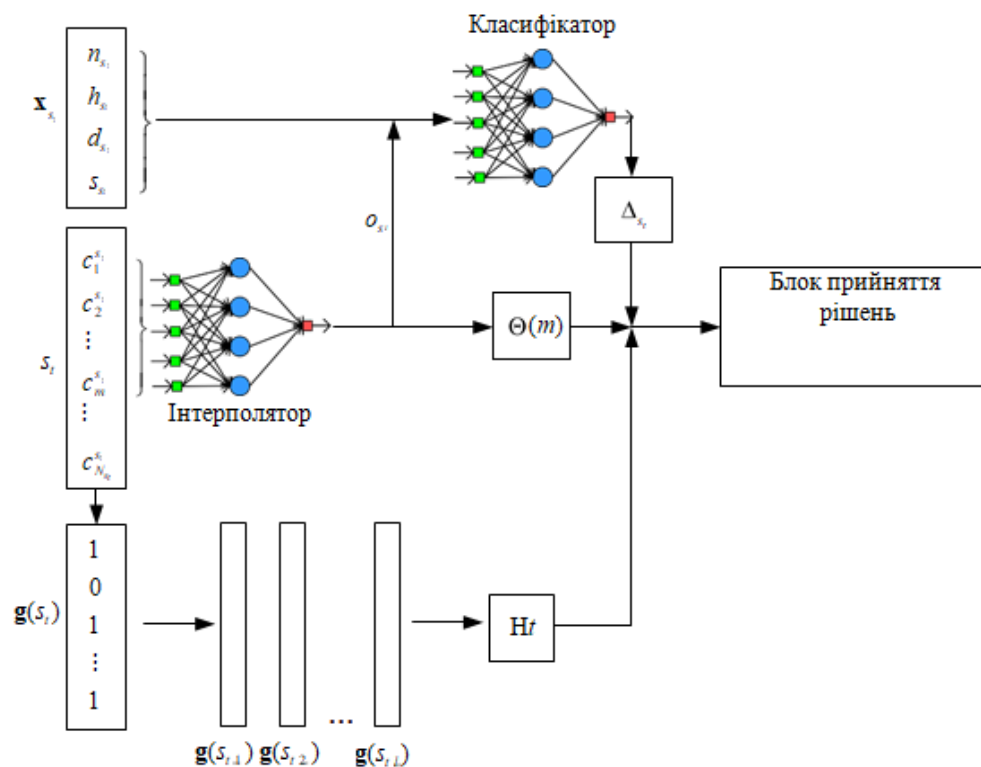 Класифікатор
x_{s_t}
n_{s_t}
h_{s_t}
d_{s_t}
s_{s_t}
o_{s_t}
Δ_{s_t}
s_t
c_1^{s_t}
c_2^{s_t}
⋮
c_m^{s_t}
⋮
c_{N_{s_t}}^{s_t}
Інтерполятор
Θ(m)
Блок прийняття
рішень
g(s_t)
1
0
1
⋮
1
...
Ht
g(s_{t,1}) g(s_{t,2}) g(s_{t,L})